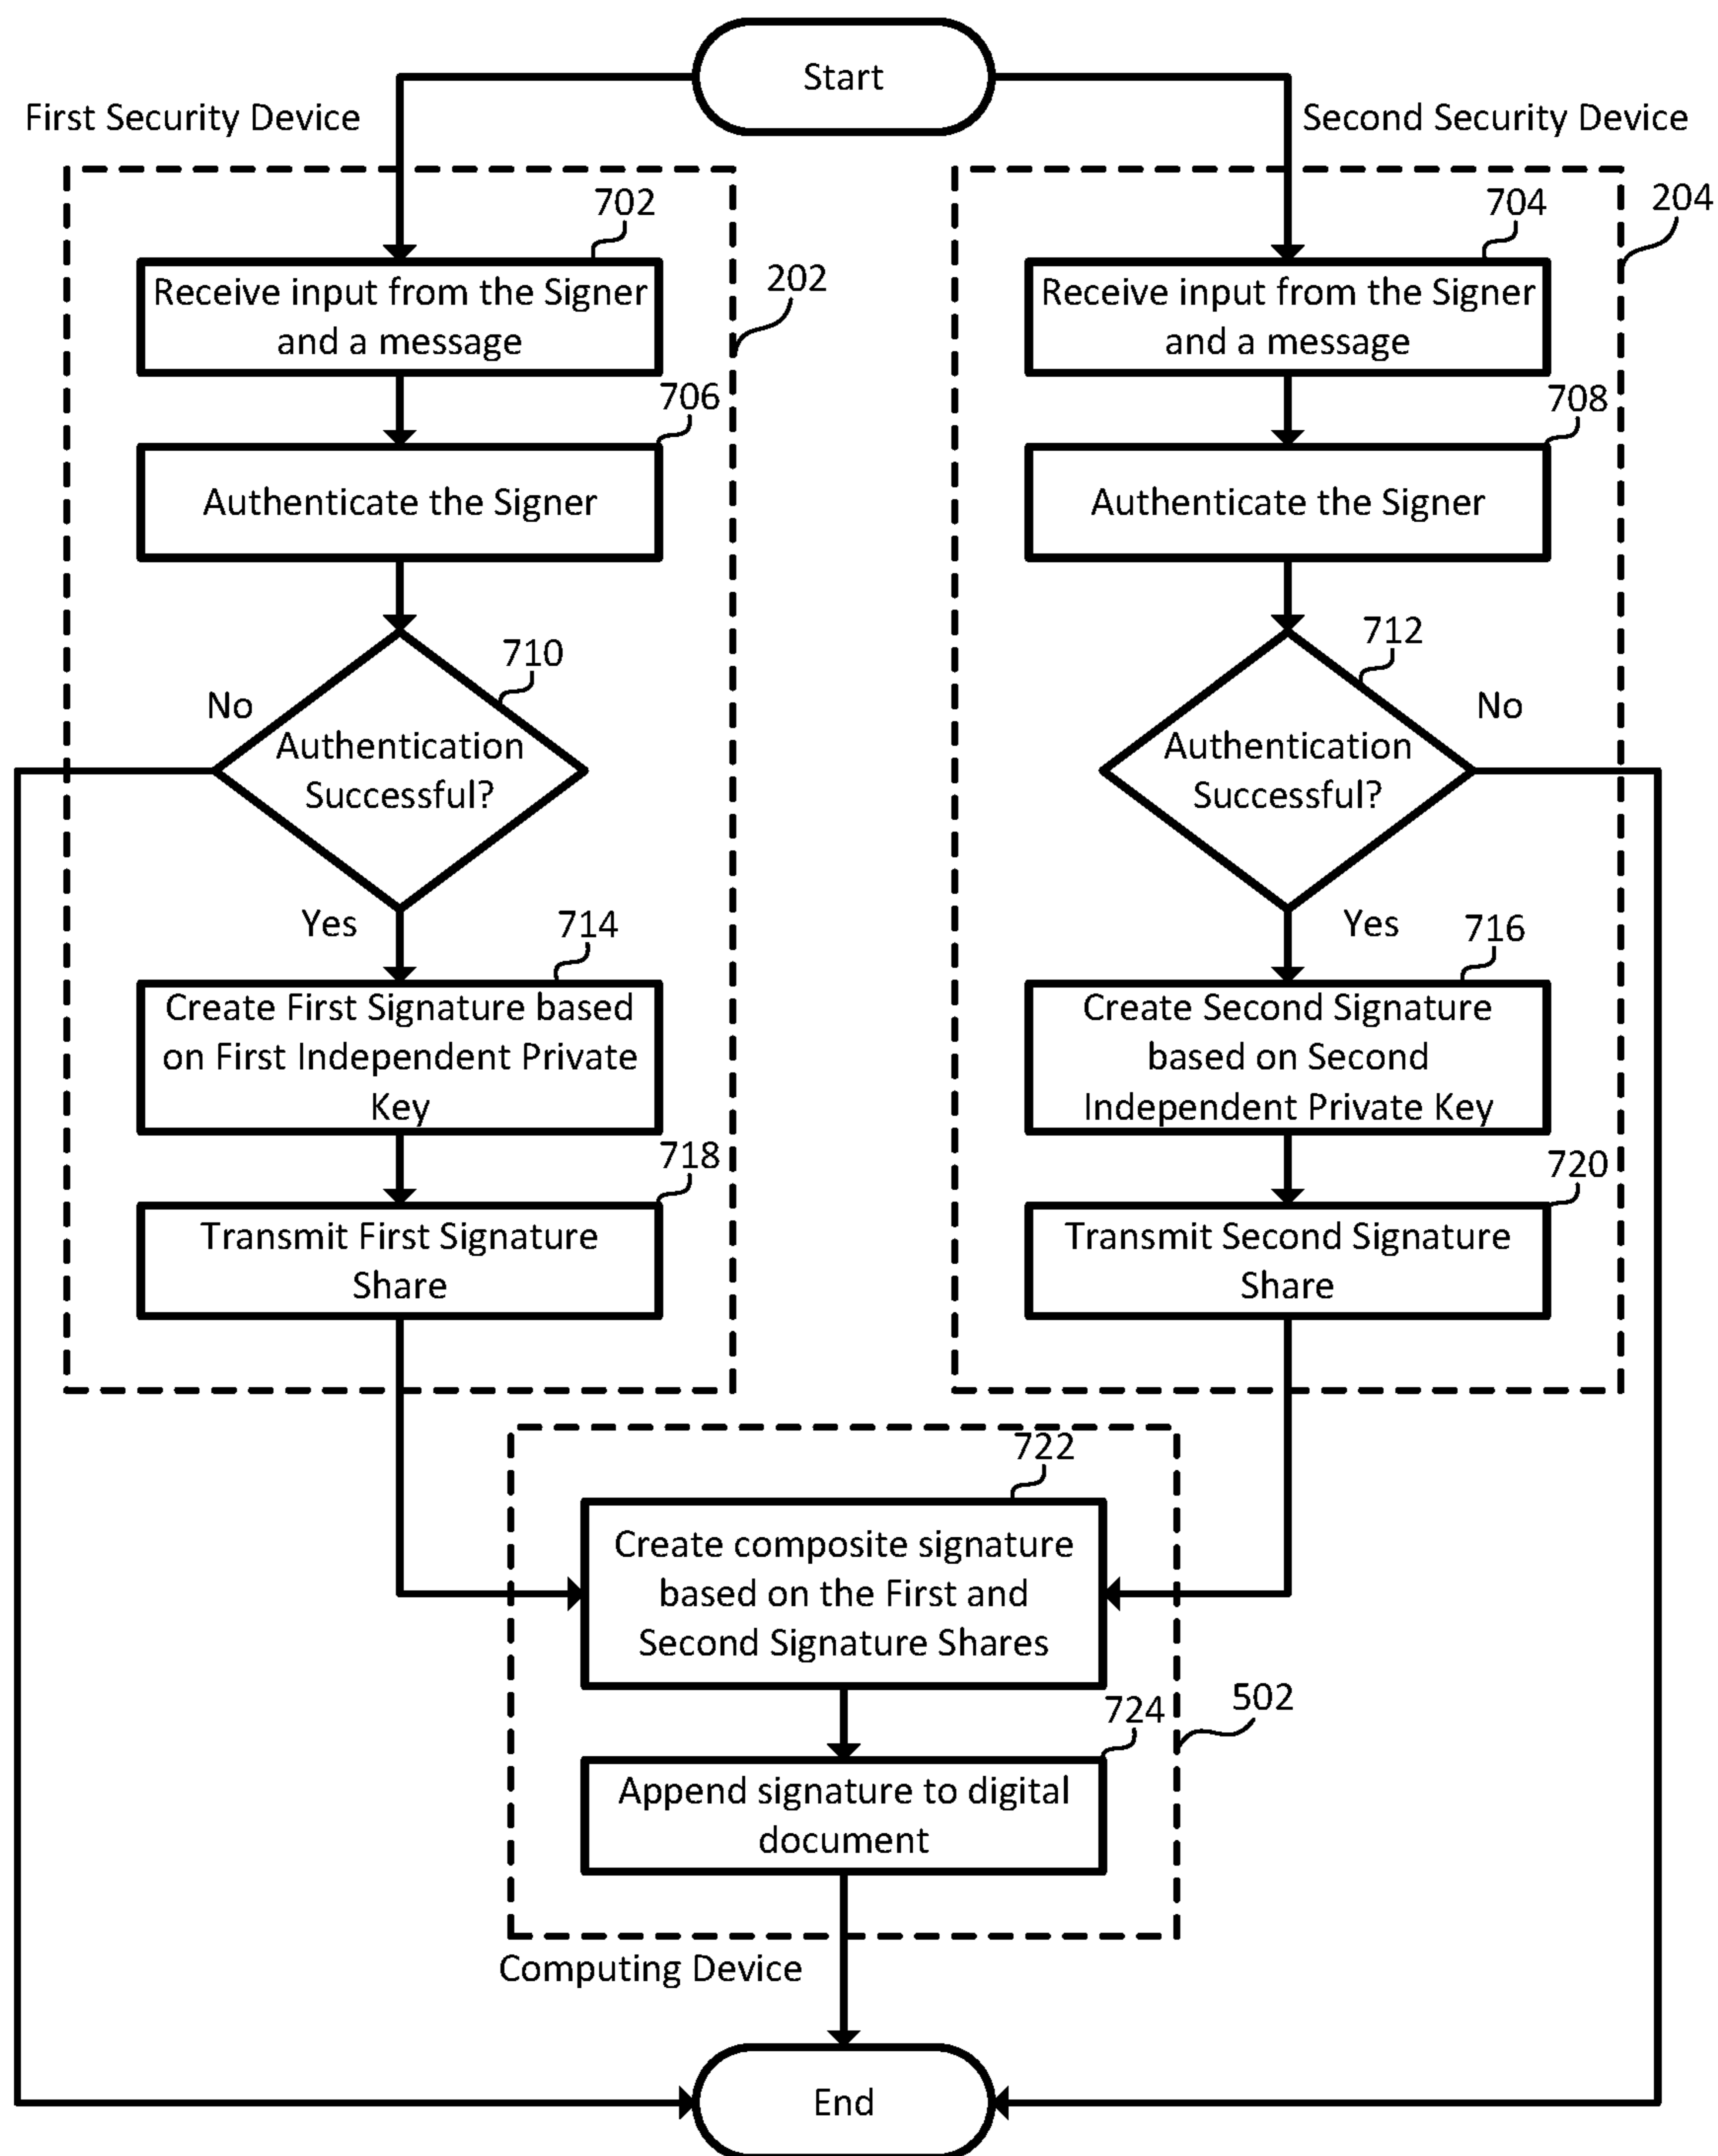 Start
First Security Device
Second Security Device
702
704
204
Receive input from the Signer
and a message
202
Receive input from the Signer
and a message
706
708
Authenticate the Signer
Authenticate the Signer
710
712
No
Authentication
Successful?
No
Authentication
Successful?
Yes
714
Yes
716
Create First Signature based
on First Independent Private
Key
Create Second Signature
based on Second
Independent Private Key
718
720
Transmit First Signature
Share
Transmit Second Signature
Share
722
Create composite signature
based on the First and
Second Signature Shares
502
724
Append signature to digital
document
Computing Device
End